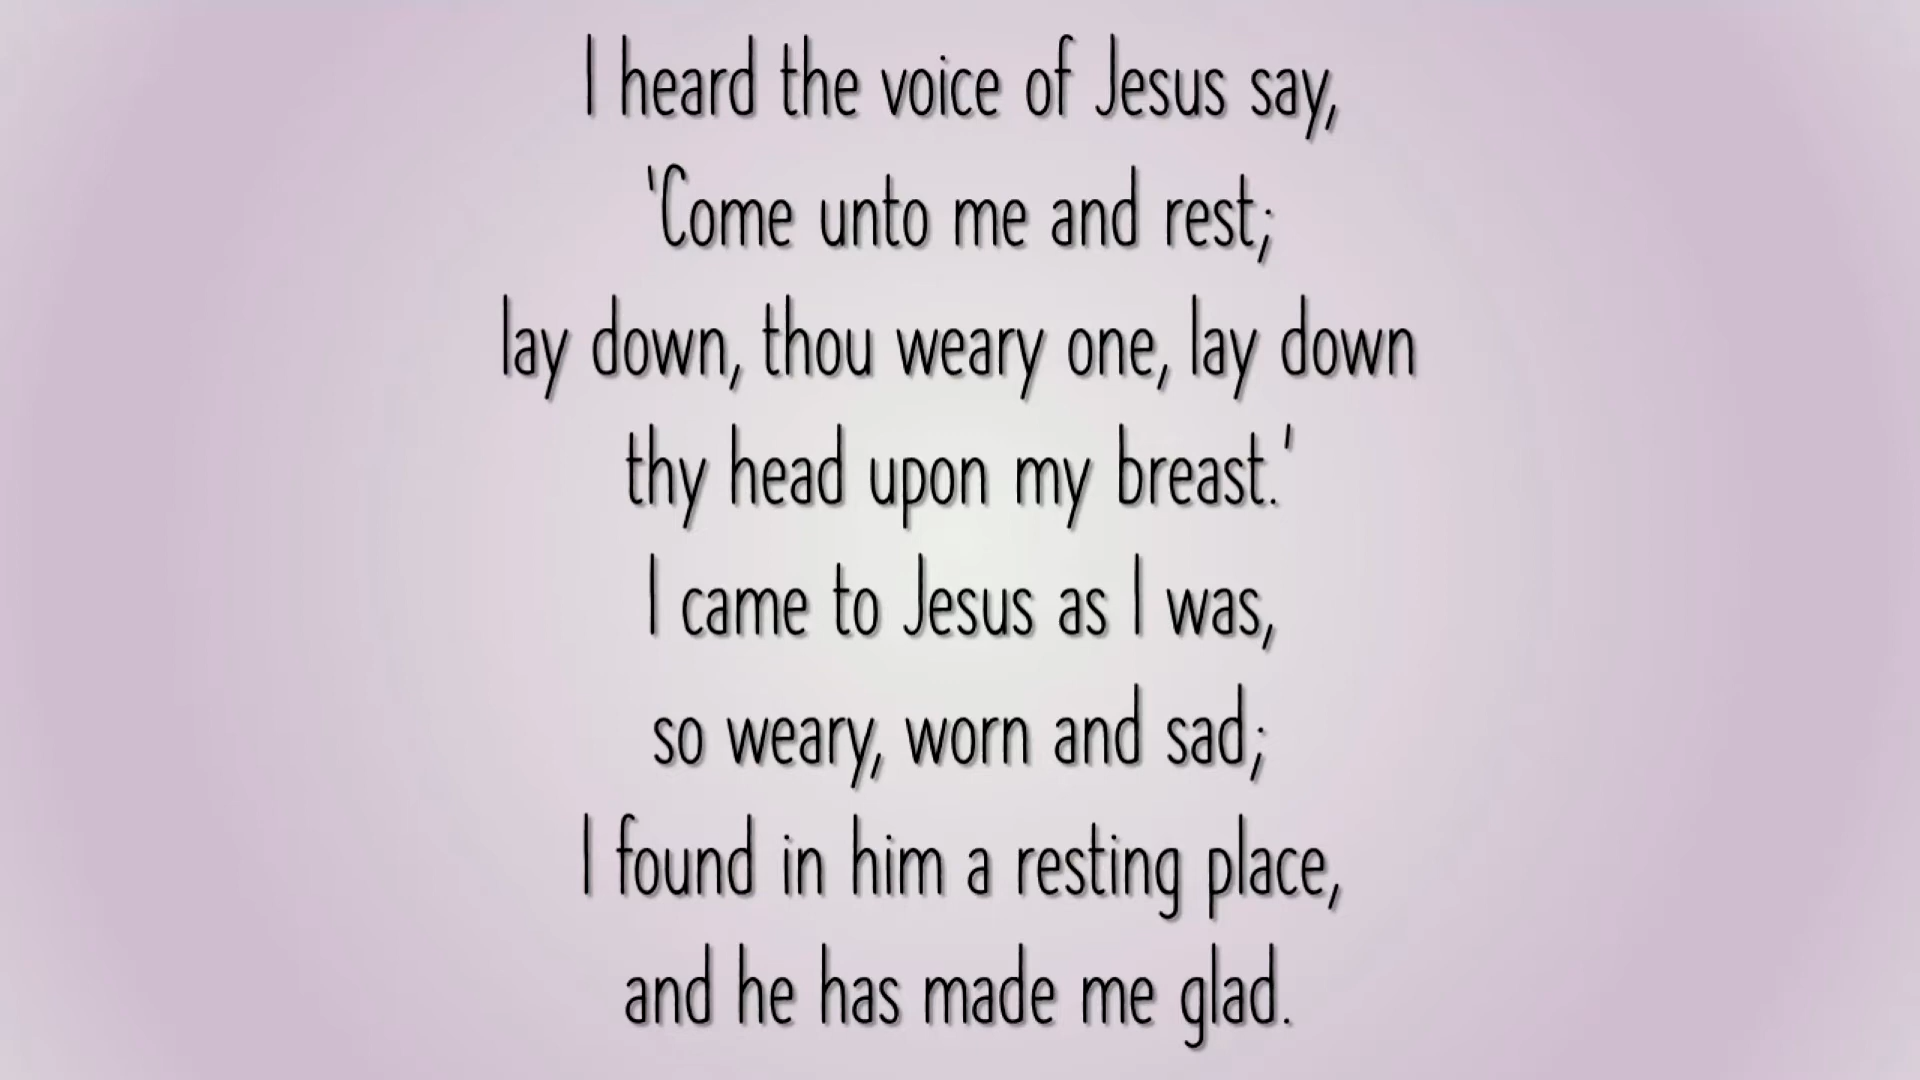 I heard the voice of Jesus say,
'Come unto me and rest;
lay down, thou weary one, lay down
thy head upon my breast.'
I came to Jesus as I was,
so weary, worn and sad;
I found in him a resting place,
and he has made me glad.